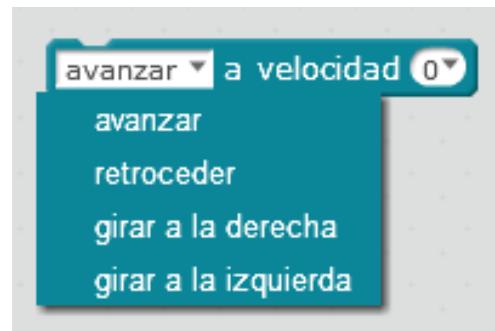 avanzar a velocidad 0
avanzar
retroceder
girar a la derecha
girar a la izquierda